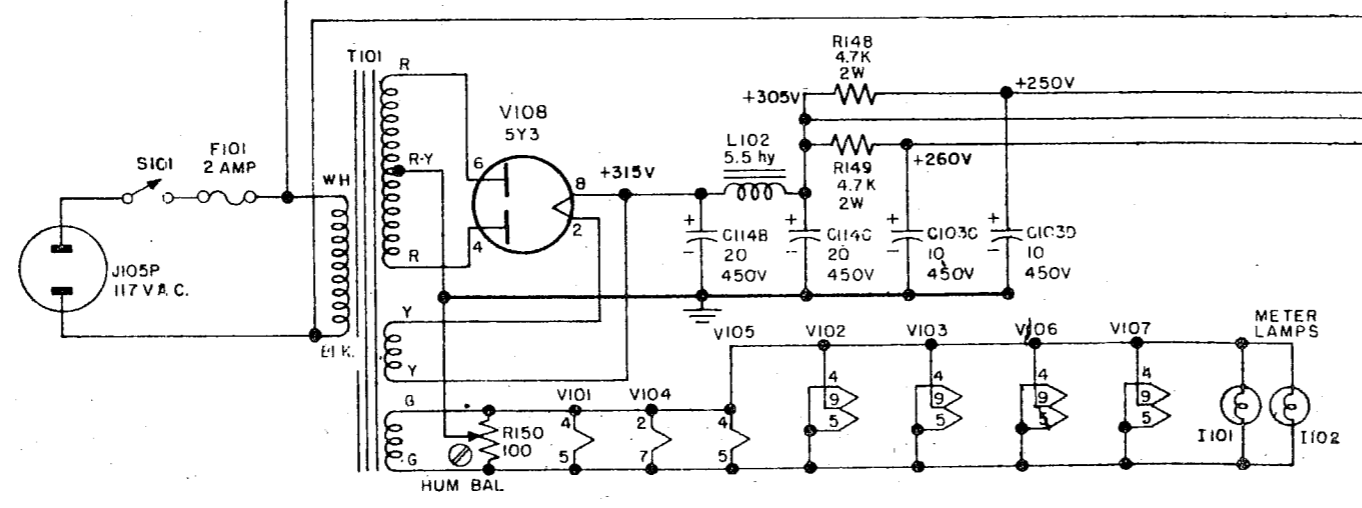 T101
R
R148
4.7K
2W
+305V
+250V
V108
5Y3
F101
2 AMP
S101
R-Y
6
L102
5.5 hy
+315V
R149
4.7K
2W
+260V
WH
8
2
4
R
+
C114B
20
450V
−
+
C114C
20
450V
−
+
C103C
10
450V
−
+
C103D
10
450V
−
J105P
117 V A.C.
BLK.
Y
Y
V105
V102
V103
V106
V107
METER
LAMPS
G
V101
V104
4
4
4
4
9
9
9
9
5
5
5
5
R150
100
4
2
4
5
7
5
G
HUM BAL
I101
I102